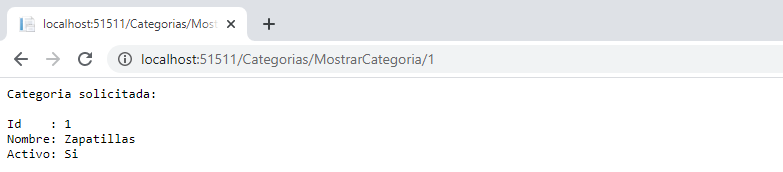 localhost:51511/Categorias/Most
localhost:51511/Categorias/MostrarCategoria/1
Categoria solicitada:
Id    : 1
Nombre: Zapatillas
Activo: Si